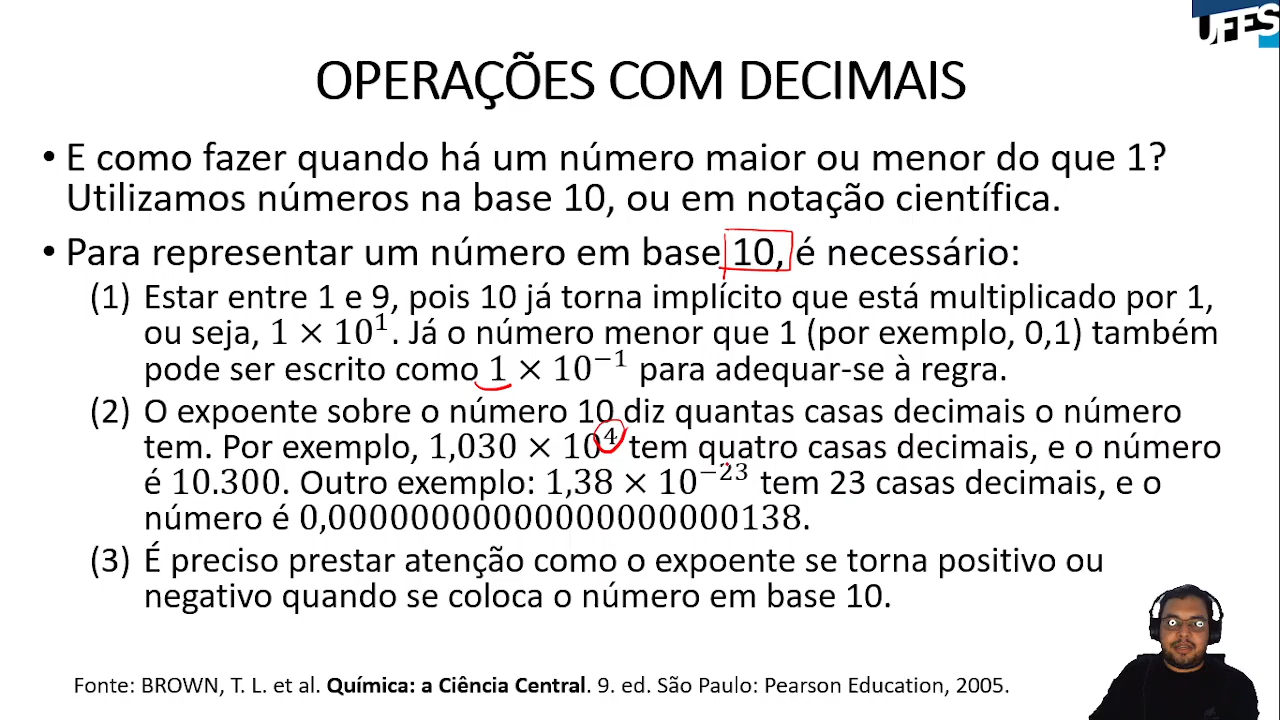 UFES
OPERAÇÕES COM DECIMAIS
• E como fazer quando há um número maior ou menor do que 1?
Utilizamos números na base 10, ou em notação científica.
• Para representar um número em base 10, é necessário:
(1) Estar entre 1 e 9, pois 10 já torna implícito que está multiplicado por 1,
ou seja, 1 × 10¹. Já o número menor que 1 (por exemplo, 0,1) também
pode ser escrito como 1 × 10⁻¹ para adequar-se à regra.
(2) O expoente sobre o número 10 diz quantas casas decimais o número
tem. Por exemplo, 1,030 × 10⁴ tem quatro casas decimais, e o número
é 10.300. Outro exemplo: 1,38 × 10⁻²³ tem 23 casas decimais, e o
número é 0,0000000000000000000000138.
(3) É preciso prestar atenção como o expoente se torna positivo ou
negativo quando se coloca o número em base 10.
Fonte: BROWN, T. L. et al. Química: a Ciência Central. 9. ed. São Paulo: Pearson Education, 2005.